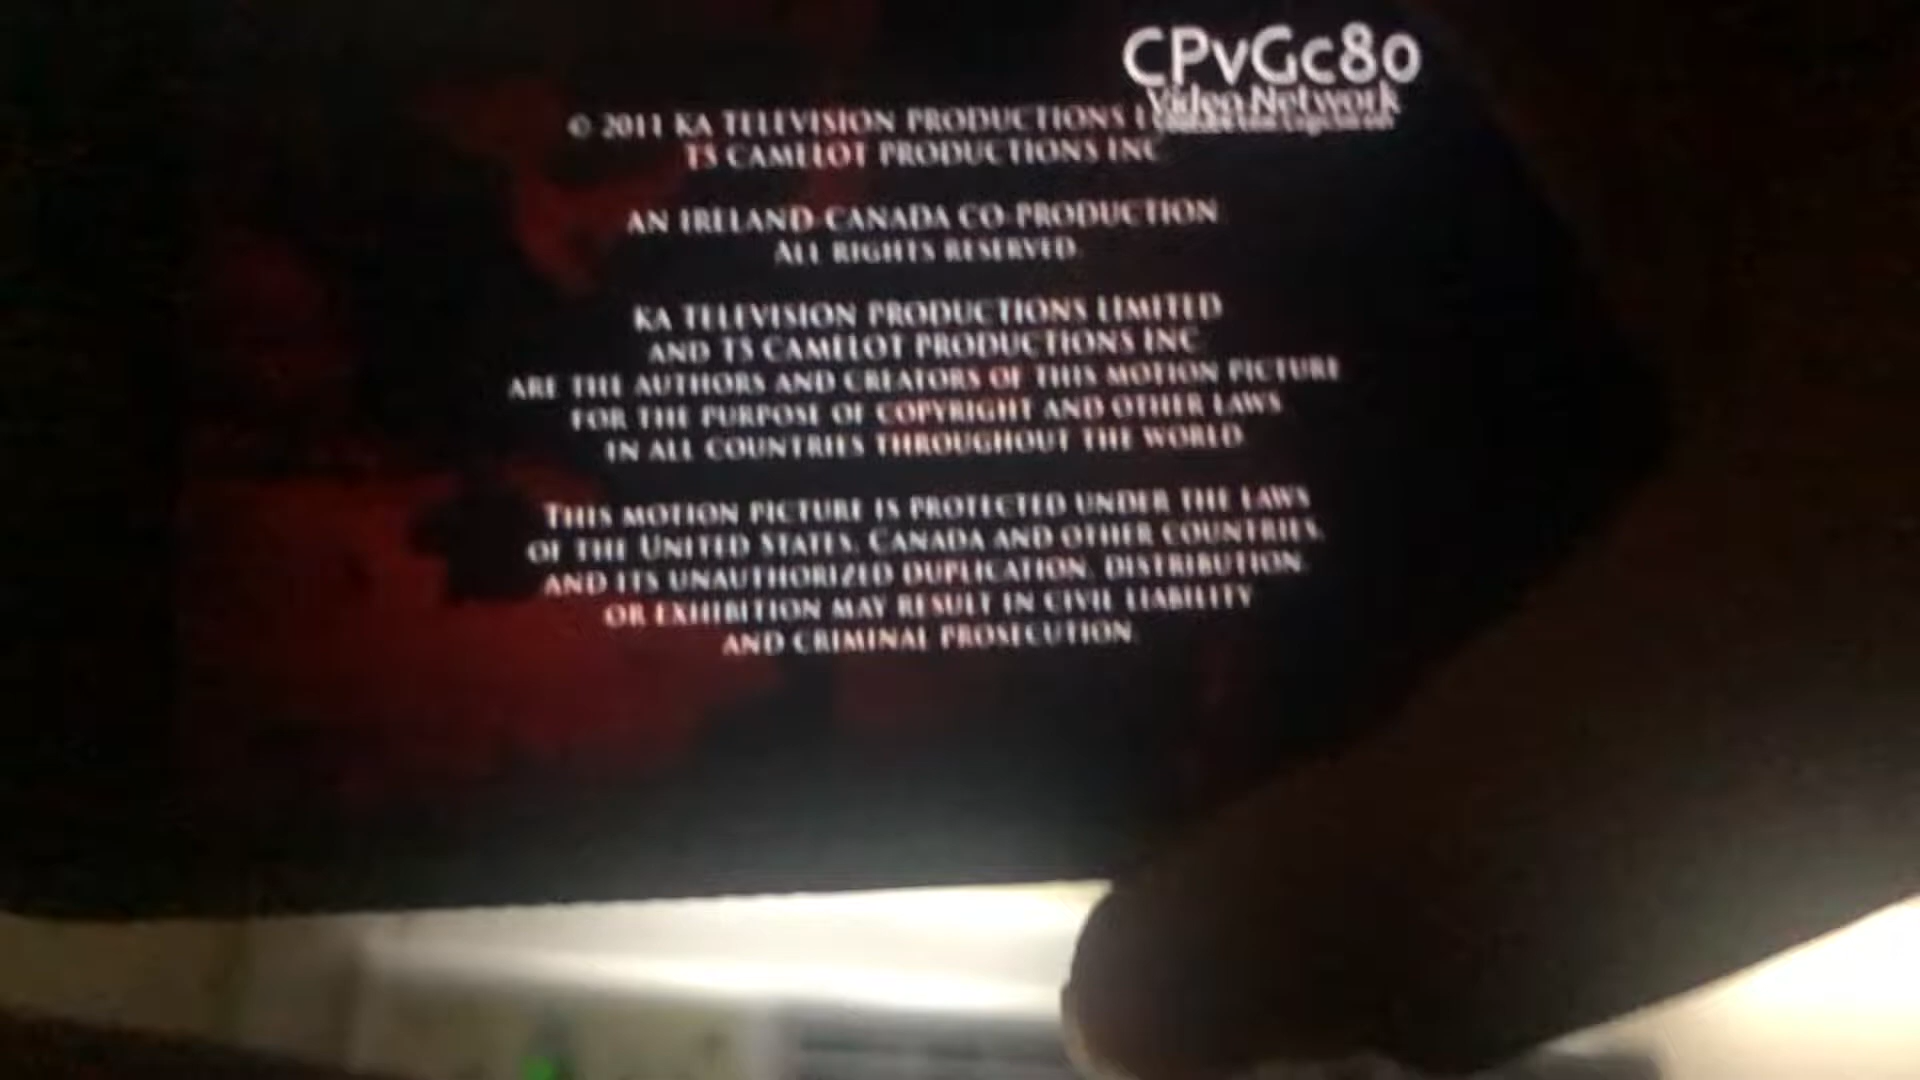 CPvGc80
Video Network
© 2011 KA TELEVISION PRODUCTIONS
TS CAMELOT PRODUCTIONS INC
AN IRELAND-CANADA CO-PRODUCTION
ALL RIGHTS RESERVED.
KA TELEVISION PRODUCTIONS LIMITED
AND TS CAMELOT PRODUCTIONS INC
ARE THE AUTHORS AND CREATORS OF THIS MOTION PICTURE
FOR THE PURPOSE OF COPYRIGHT AND OTHER LAWS
IN ALL COUNTRIES THROUGHOUT THE WORLD.
THIS MOTION PICTURE IS PROTECTED UNDER THE LAWS
OF THE UNITED STATES, CANADA AND OTHER COUNTRIES,
AND ITS UNAUTHORIZED DUPLICATION, DISTRIBUTION,
OR EXHIBITION MAY RESULT IN CIVIL LIABILITY
AND CRIMINAL PROSECUTION.